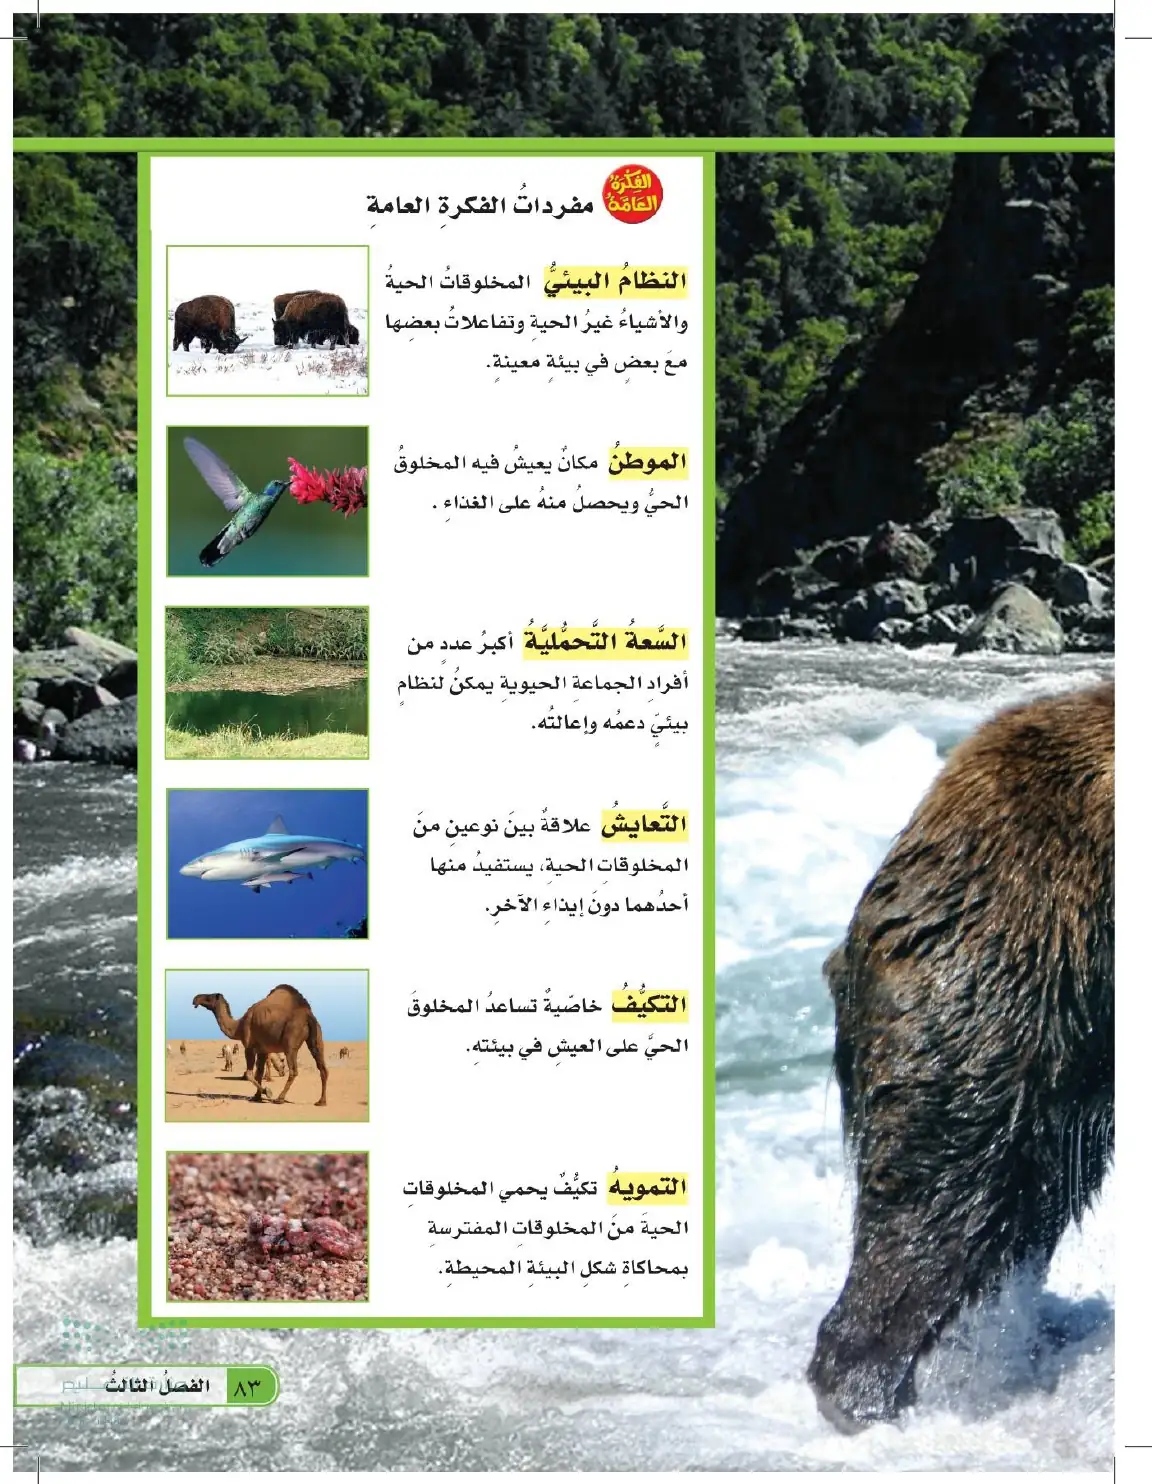 الفِكْرَةُ العَامَّةُ
مفرداتُ الفكرةِ العامةِ
النظامُ البيئيُّ المخلوقاتُ الحيةُ
والأشياءُ غيرُ الحيةِ وتفاعلاتُ بعضِها
معَ بعضٍ في بيئةٍ معينةٍ.
الموطنُ مكانٌ يعيشُ فيه المخلوقُ
الحيُّ ويحصلُ منهُ على الغذاءِ .
السَّعةُ التَّحمُّليَّةُ أكبرُ عددٍ من
أفرادِ الجماعةِ الحيويةِ يمكنُ لنظامٍ
بيئيٍّ دعمُه وإعالتُه.
التَّعايشُ علاقةٌ بينَ نوعينِ منَ
المخلوقاتِ الحيةِ، يستفيدُ منها
أحدُهما دونَ إيذاءِ الآخرِ.
التكيُّفُ خاصّيةٌ تساعدُ المخلوقَ
الحيَّ على العيشِ في بيئتهِ.
التمويهُ تكيُّفٌ يحمي المخلوقاتِ
الحيةَ منَ المخلوقاتِ المفترسةِ
بمحاكاةِ شكلِ البيئةِ المحيطةِ.
٨٣ الفصلُ الثالثُ